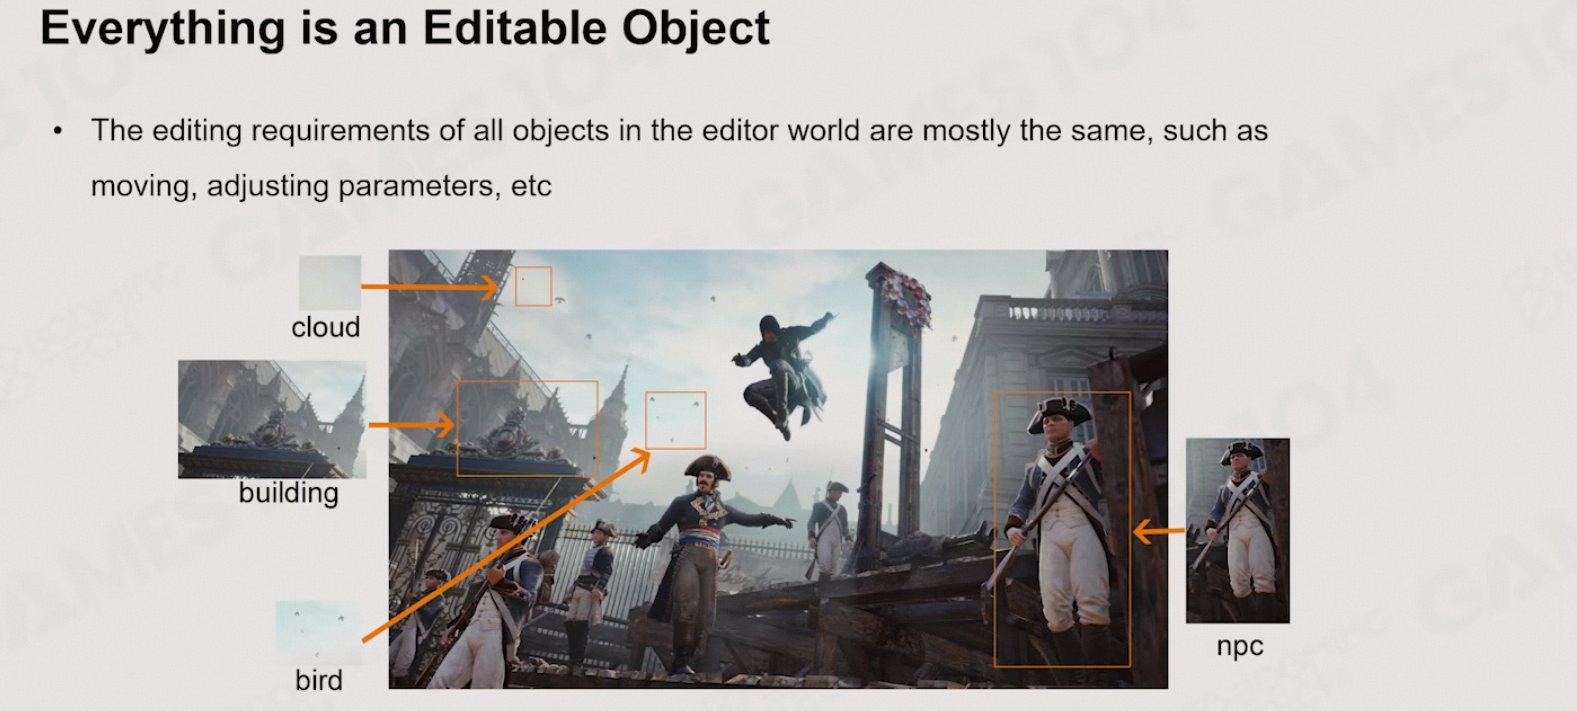 Everything is an Editable Object
• The editing requirements of all objects in the editor world are mostly the same, such as
moving, adjusting parameters, etc
cloud
building
bird
npc
GAMES104